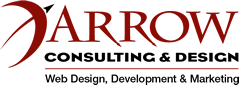 ARROW
CONSULTING & DESIGN
Web Design, Development & Marketing